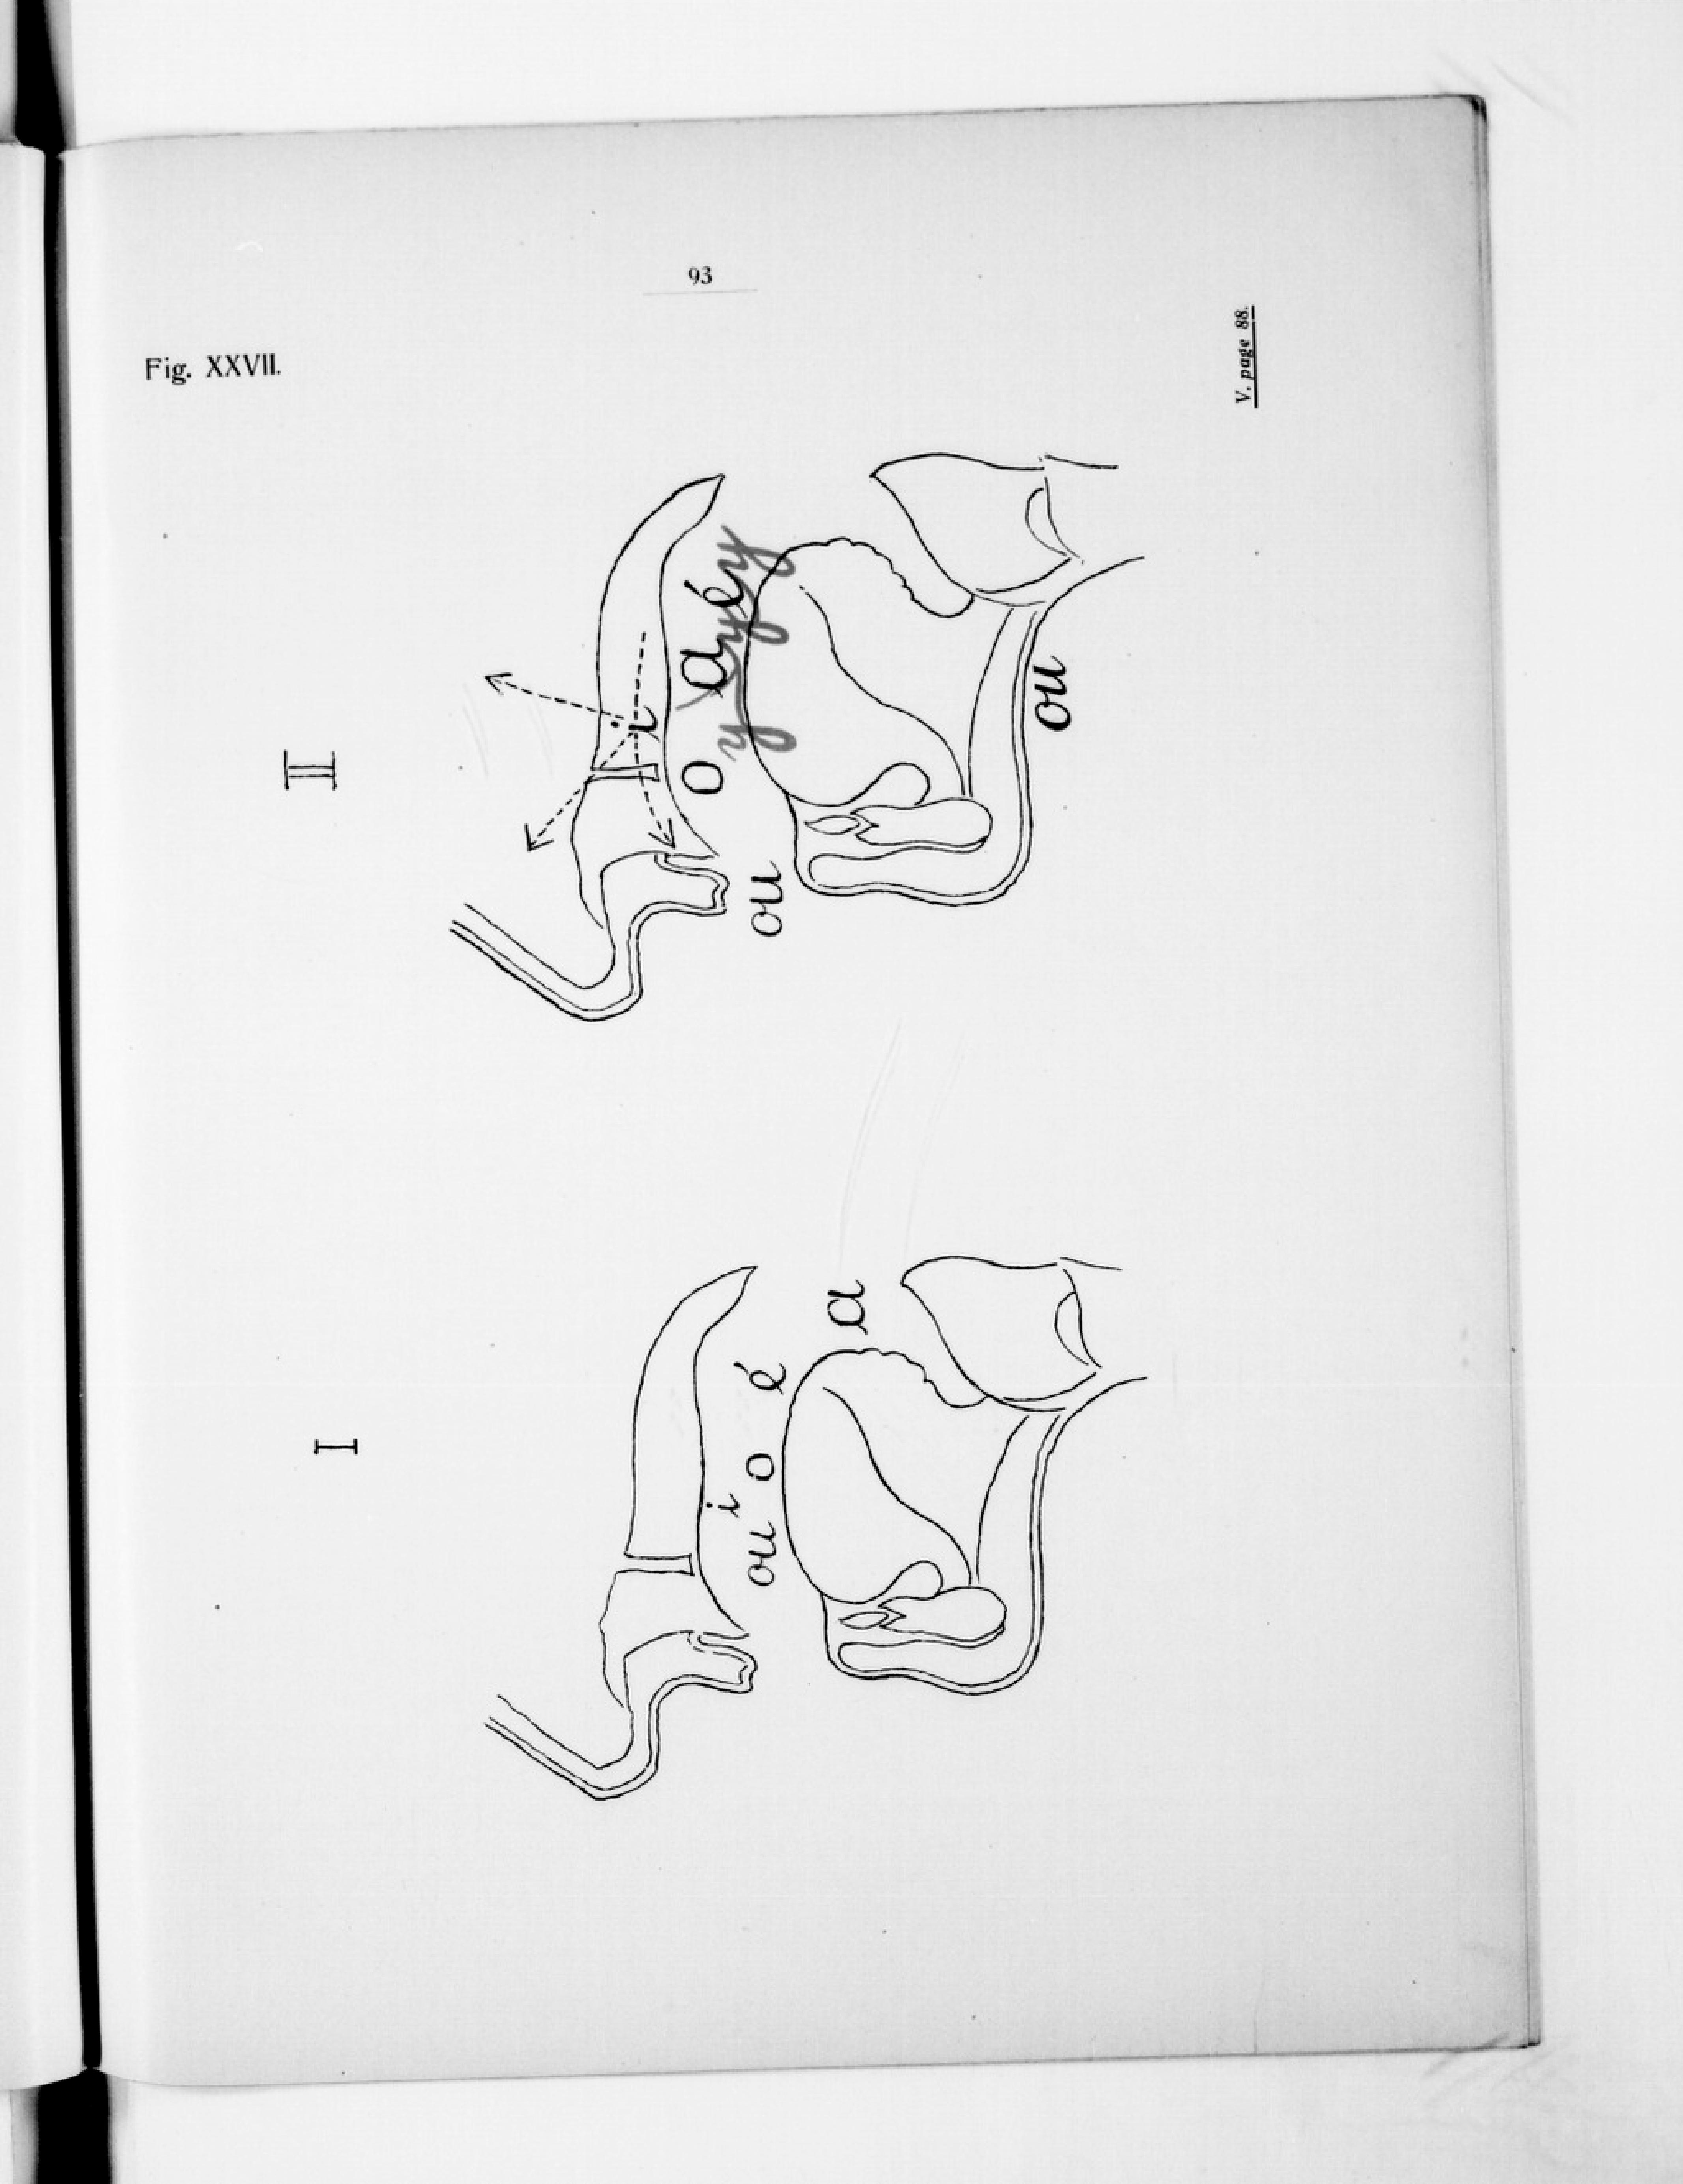 93
Fig. XXVII.
V. page 88.
II
i
o a é
ou
ou
I
a
é
o
i
ou